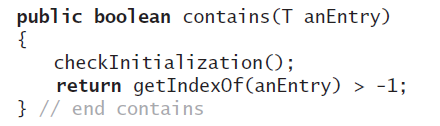 public boolean contains(T anEntry)
{
    checkInitialization();
    return getIndexOf(anEntry) > -1;
} // end contains